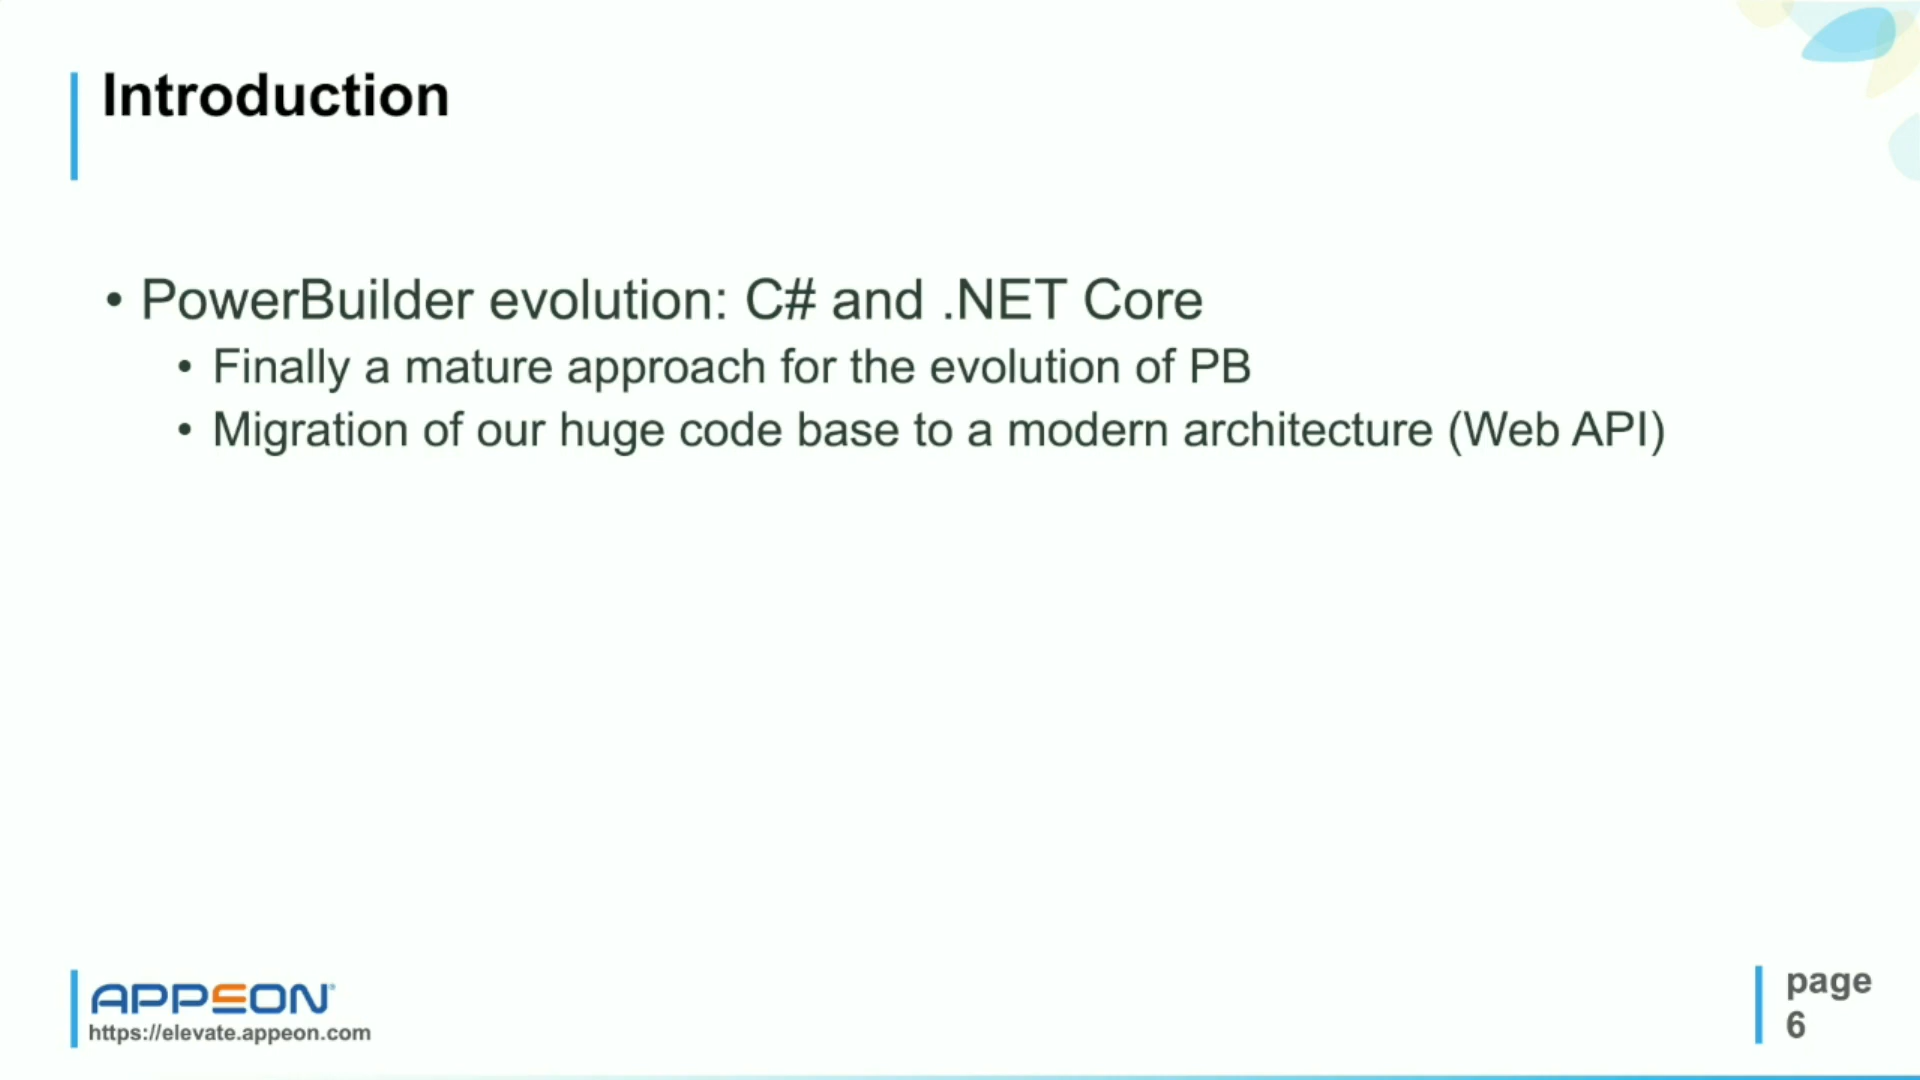 Introduction
• PowerBuilder evolution: C# and .NET Core
• Finally a mature approach for the evolution of PB
• Migration of our huge code base to a modern architecture (Web API)
APPEON®
https://elevate.appeon.com
page
6